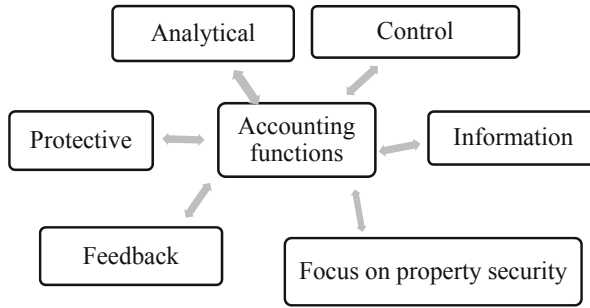 Analytical
Control
Protective
Accounting
functions
Information
Feedback
Focus on property security